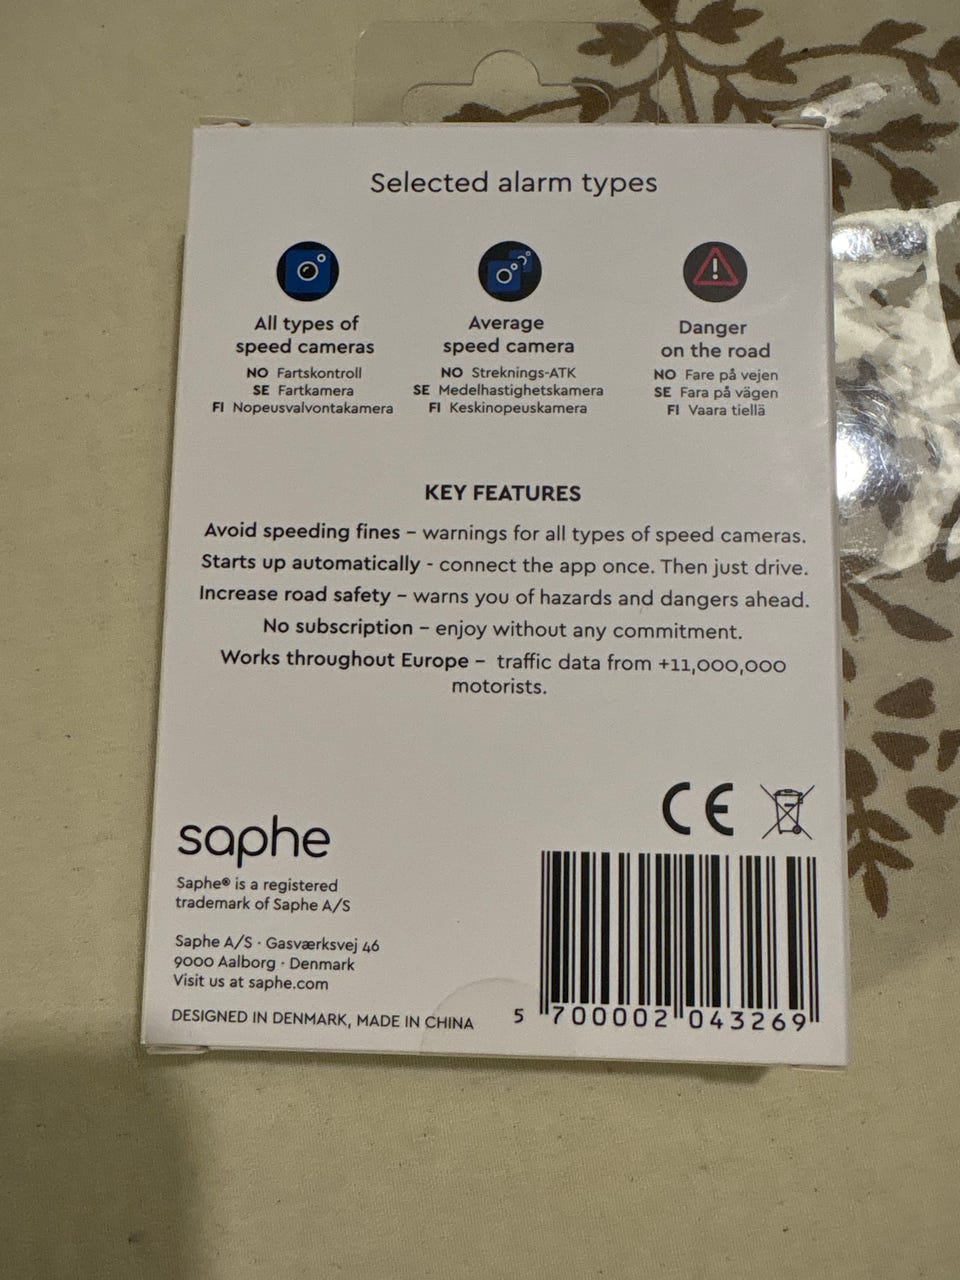 Selected alarm types
All types of
speed cameras
NO Fartskontroll
SE Fartkamera
FI Nopeusvalvontakamera
Average
speed camera
NO Streknings-ATK
SE Medelhastighetskamera
FI Keskinopeuskamera
Danger
on the road
NO Fare på vejen
SE Fara på vägen
FI Vaara tiellä
KEY FEATURES
Avoid speeding fines – warnings for all types of speed cameras.
Starts up automatically - connect the app once. Then just drive.
Increase road safety – warns you of hazards and dangers ahead.
No subscription – enjoy without any commitment.
Works throughout Europe – traffic data from +11,000,000
motorists.
CE
saphe
Saphe® is a registered
trademark of Saphe A/S
Saphe A/S · Gasværksvej 46
9000 Aalborg · Denmark
Visit us at saphe.com
DESIGNED IN DENMARK, MADE IN CHINA
5 700002 043269